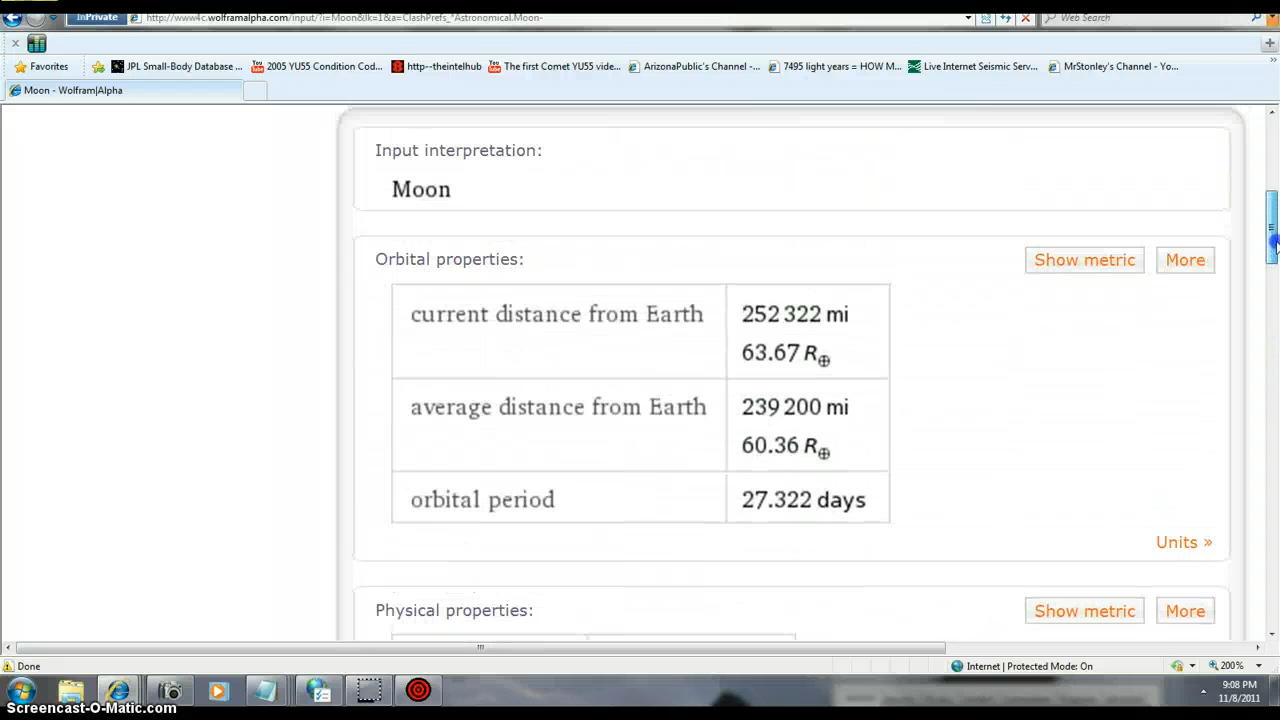 InPrivate
http://www4c.wolframalpha.com/input/?i=Moon&lk=1&a=ClashPrefs_*Astronomical.Moon-
Web Search
Favorites
JPL Small-Body Database ...
2005 YU55 Condition Cod...
http--theintelhub
The first Comet YU55 vide...
ArizonaPublic's Channel -...
7495 light years = HOW M...
Live Internet Seismic Serv...
MrStonley's Channel - Yo...
Moon - Wolfram|Alpha
Input interpretation:
Moon
Orbital properties:
Show metric
More
current distance from Earth
252 322 mi
63.67 R⊕
average distance from Earth
239 200 mi
60.36 R⊕
orbital period
27.322 days
Units »
Physical properties:
Show metric
More
Done
Internet | Protected Mode: On
200%
9:08 PM
11/8/2011
Screencast-O-Matic.com